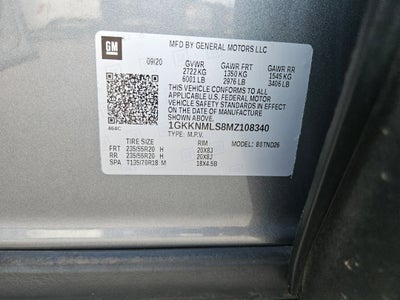 GM
MFD BY GENERAL MOTORS LLC
09/20 GVWR GAWR FRT GAWR RR
2722 KG 1350 KG 1545 KG
6001 LB 2976 LB 3406 LB
THIS VEHICLE CONFORMS TO ALL
APPLICABLE U.S. FEDERAL MOTOR
VEHICLE SAFETY STANDARDS IN EFFECT ON THE
DATE OF MANUFACTURE SHOWN ABOVE.
1GKKNMLS8MZ108340
464C TYPE: M.P.V. MODEL: B0TND26
TIRE SIZE RIM
FRT 235/55R20 H 20X8J
RR 235/55R20 H 20X8J
SPA T135/70R18 M 18X4.5B